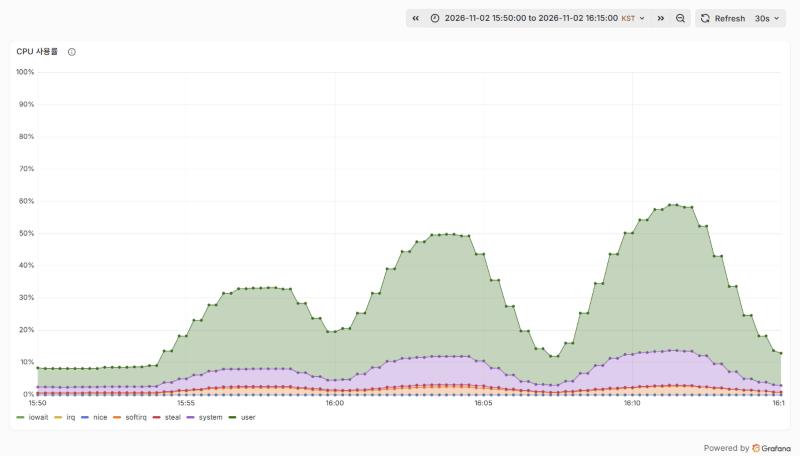 2026-11-02 15:50:00 to 2026-11-02 16:15:00 KST
Refresh 30s
CPU 사용률
100%
90%
80%
70%
60%
50%
40%
30%
20%
10%
0%
15:50 15:55 16:00 16:05 16:10 16:1
iowait irq nice softirq steal system user
Powered by Grafana